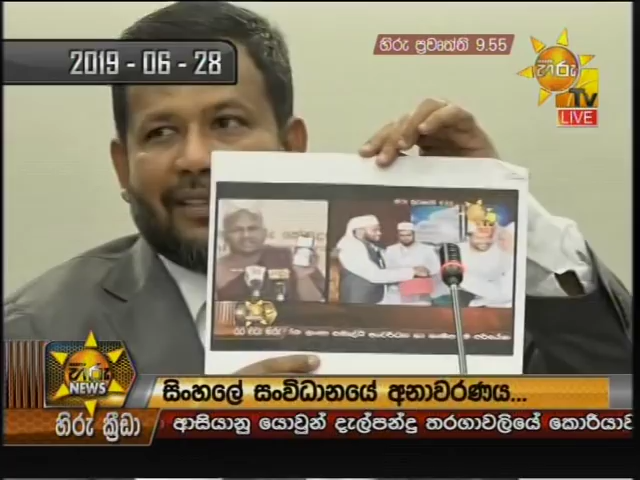 2019 - 06 - 28
හිරු ප්‍රවෘත්ති 9.55
හිරු
TV
LIVE
හිරු
NEWS
සිංහලේ සංවිධානයේ අනාවරණය...
හිරු ක්‍රීඩා
ආසියානු යොවුන් දැල්පන්දු තරගාවලියේ කොරියාව